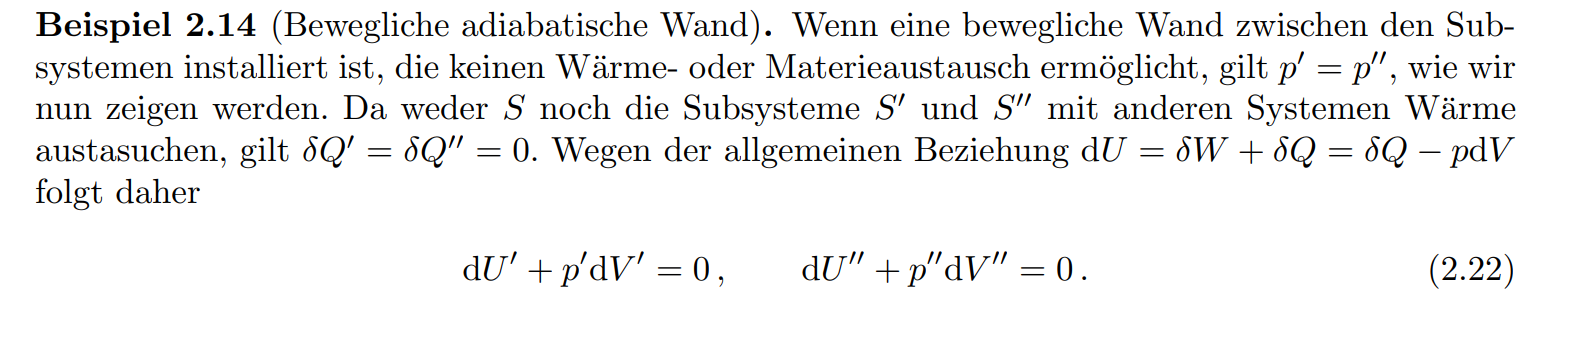 Beispiel 2.14 (Bewegliche adiabatische Wand). Wenn eine bewegliche Wand zwischen den Sub-
systemen installiert ist, die keinen Wärme- oder Materieaustausch ermöglicht, gilt p′ = p″, wie wir
nun zeigen werden. Da weder S noch die Subsysteme S′ und S″ mit anderen Systemen Wärme
austasuchen, gilt δQ′ = δQ″ = 0. Wegen der allgemeinen Beziehung dU = δW + δQ = δQ − pdV
folgt daher
dU′ + p′dV′ = 0 , dU″ + p″dV″ = 0 . (2.22)